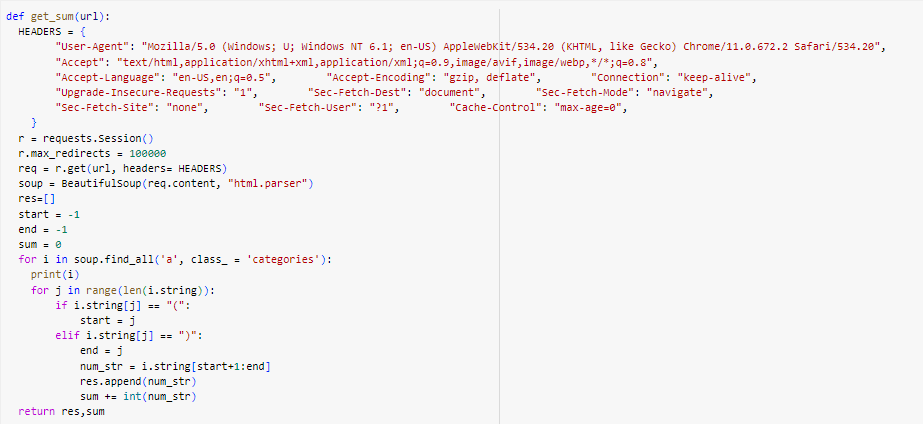 def get_sum(url):
  HEADERS = {
        "User-Agent": "Mozilla/5.0 (Windows; U; Windows NT 6.1; en-US) AppleWebKit/534.20 (KHTML, like Gecko) Chrome/11.0.672.2 Safari/534.20",
        "Accept": "text/html,application/xhtml+xml,application/xml;q=0.9,image/avif,image/webp,*/*;q=0.8",
        "Accept-Language": "en-US,en;q=0.5",        "Accept-Encoding": "gzip, deflate",        "Connection": "keep-alive",
        "Upgrade-Insecure-Requests": "1",        "Sec-Fetch-Dest": "document",        "Sec-Fetch-Mode": "navigate",
        "Sec-Fetch-Site": "none",        "Sec-Fetch-User": "?1",        "Cache-Control": "max-age=0",
    }
  r = requests.Session()
  r.max_redirects = 100000
  req = r.get(url, headers= HEADERS)
  soup = BeautifulSoup(req.content, "html.parser")
  res=[]
  start = -1
  end = -1
  sum = 0
  for i in soup.find_all('a', class_ = 'categories'):
    print(i)
    for j in range(len(i.string)):
        if i.string[j] == "(":
            start = j
        elif i.string[j] == ")":
            end = j
            num_str = i.string[start+1:end]
            res.append(num_str)
            sum += int(num_str)
  return res,sum